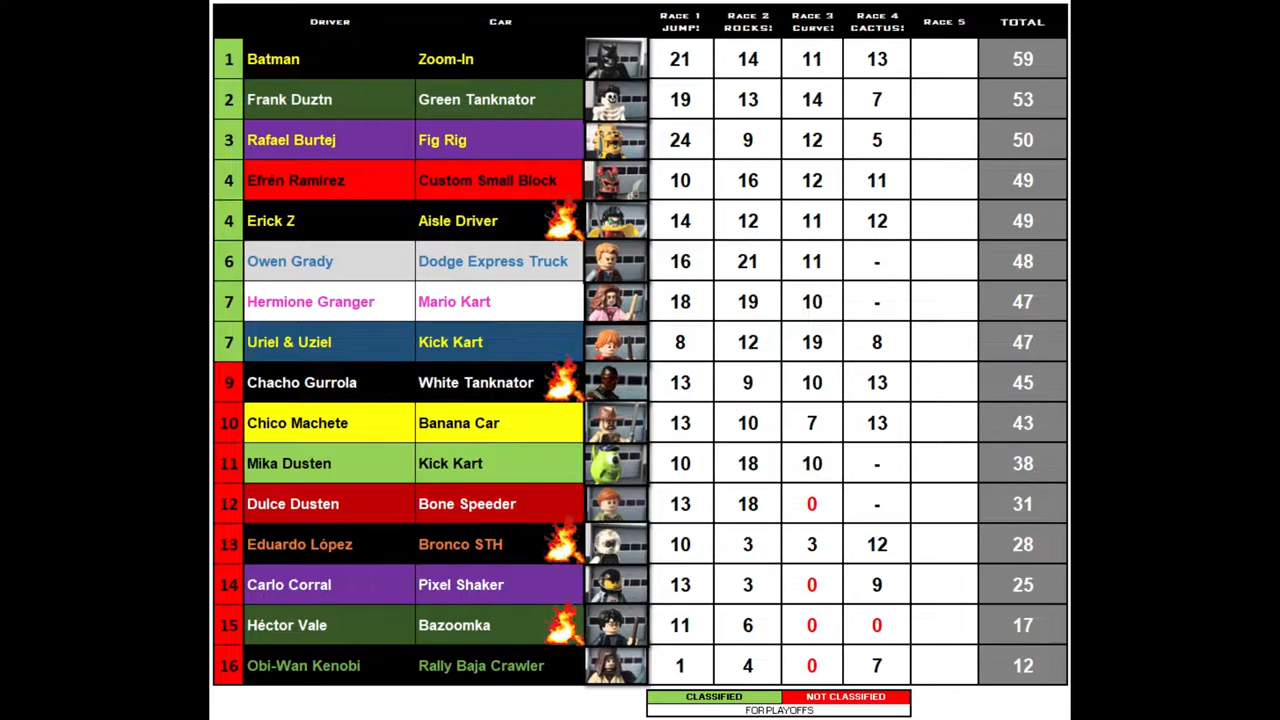 DRIVER CAR RACE 1 JUMP! RACE 2 ROCKS! RACE 3 CURVE! RACE 4 CACTUS! RACE 5 TOTAL
1 Batman Zoom-In 21 14 11 13 59
2 Frank Duztn Green Tanknator 19 13 14 7 53
3 Rafael Burtej Fig Rig 24 9 12 5 50
4 Efrén Ramírez Custom Small Block 10 16 12 11 49
4 Erick Z Aisle Driver 14 12 11 12 49
6 Owen Grady Dodge Express Truck 16 21 11 - 48
7 Hermione Granger Mario Kart 18 19 10 - 47
7 Uriel & Uziel Kick Kart 8 12 19 8 47
9 Chacho Gurrola White Tanknator 13 9 10 13 45
10 Chico Machete Banana Car 13 10 7 13 43
11 Mika Dusten Kick Kart 10 18 10 - 38
12 Dulce Dusten Bone Speeder 13 18 0 - 31
13 Eduardo López Bronco STH 10 3 3 12 28
14 Carlo Corral Pixel Shaker 13 3 0 9 25
15 Héctor Vale Bazoomka 11 6 0 0 17
16 Obi-Wan Kenobi Rally Baja Crawler 1 4 0 7 12
CLASSIFIED NOT CLASSIFIED
FOR PLAYOFFS